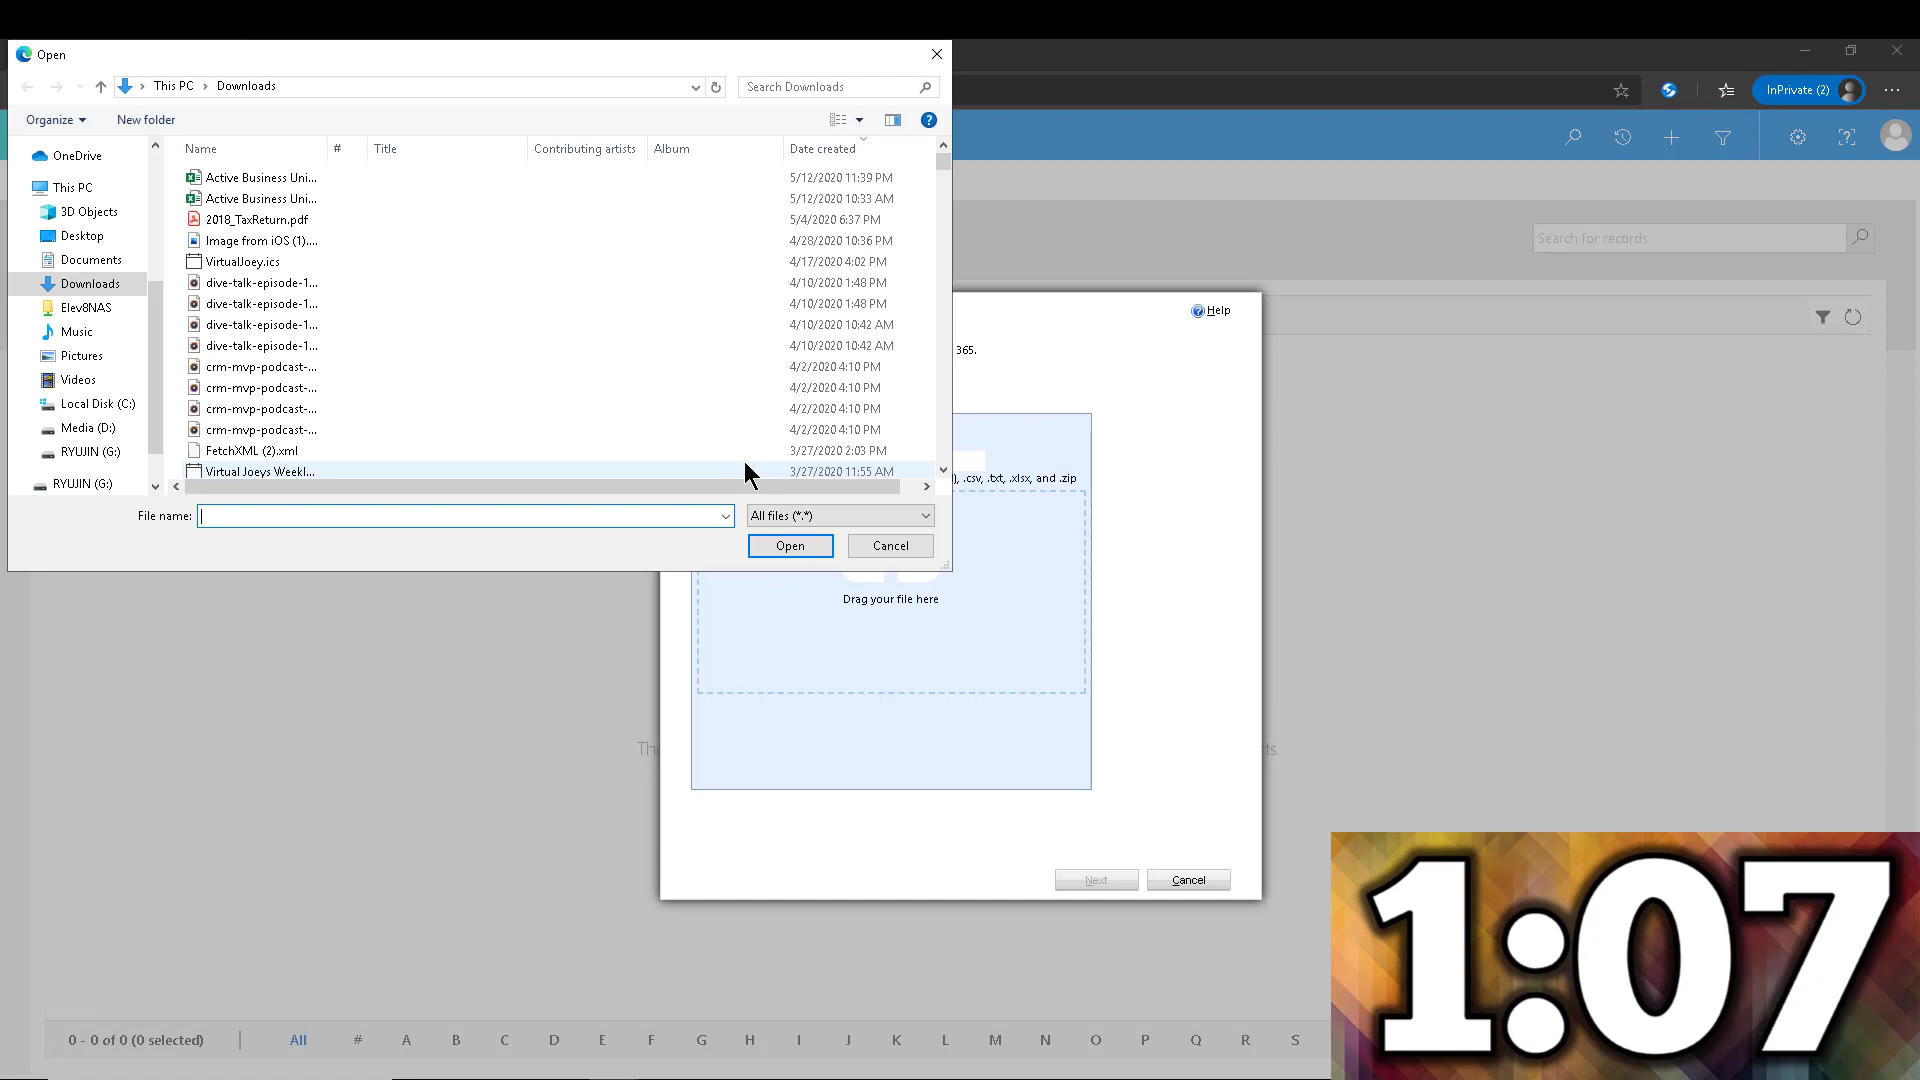 Open
InPrivate (2)
This PC > Downloads
Search Downloads
Organize
New folder
Name
#
Title
Contributing artists
Album
Date created
OneDrive
This PC
3D Objects
Desktop
Documents
Downloads
Elev8NAS
Music
Pictures
Videos
Local Disk (C:)
Media (D:)
RYUJIN (G:)
RYUJIN (G:)
Active Business Uni... 5/12/2020 11:39 PM
Active Business Uni... 5/12/2020 10:33 AM
2018_TaxReturn.pdf 5/4/2020 6:37 PM
Image from iOS (1).... 4/28/2020 10:36 PM
VirtualJoey.ics 4/17/2020 4:02 PM
dive-talk-episode-1... 4/10/2020 1:48 PM
dive-talk-episode-1... 4/10/2020 1:48 PM
dive-talk-episode-1... 4/10/2020 10:42 AM
dive-talk-episode-1... 4/10/2020 10:42 AM
crm-mvp-podcast-... 4/2/2020 4:10 PM
crm-mvp-podcast-... 4/2/2020 4:10 PM
crm-mvp-podcast-... 4/2/2020 4:10 PM
crm-mvp-podcast-... 4/2/2020 4:10 PM
FetchXML (2).xml 3/27/2020 2:03 PM
Virtual Joeys Weekl... 3/27/2020 11:55 AM
File name:
All files (*.*)
Open
Cancel
Search for records
Help
365.
), .csv, .txt, .xlsx, and .zip
Drag your file here
Next
Cancel
0 - 0 of 0 (0 selected)
All # A B C D E F G H I J K L M N O P Q R S
1:07